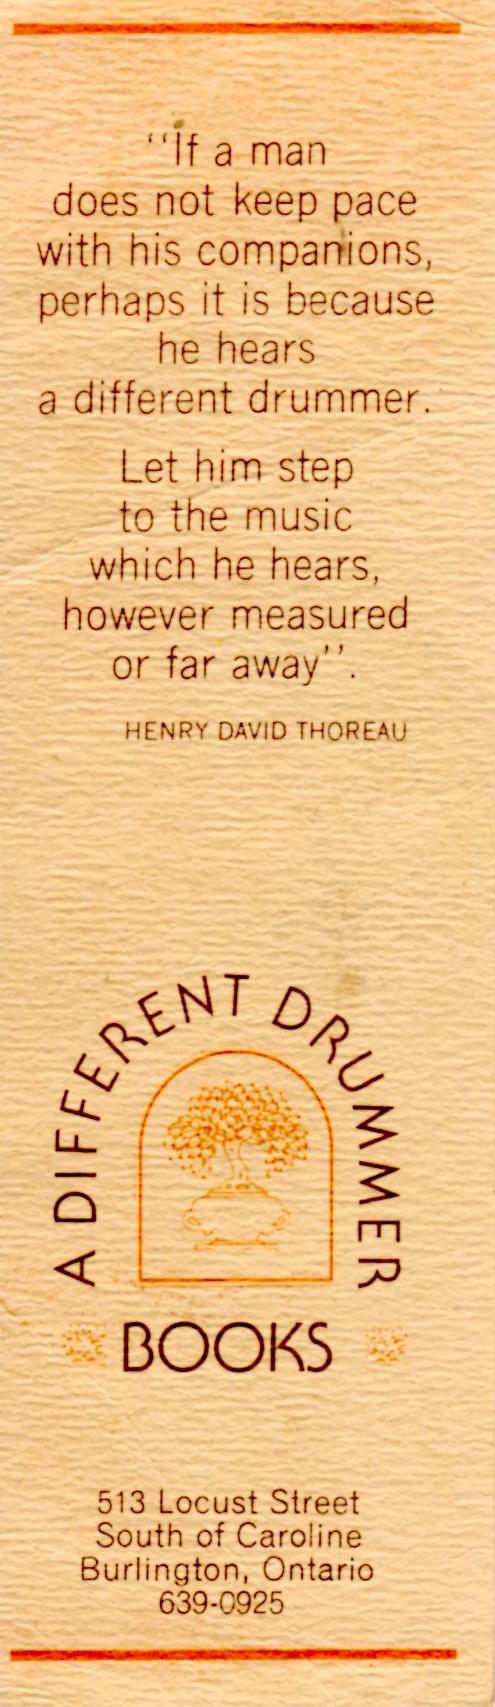 ‘‘If a man
does not keep pace
with his companions,
perhaps it is because
he hears
a different drummer.
Let him step
to the music
which he hears,
however measured
or far away’’.
HENRY DAVID THOREAU
A DIFFERENT DRUMMER
BOOKS
513 Locust Street
South of Caroline
Burlington, Ontario
639-0925